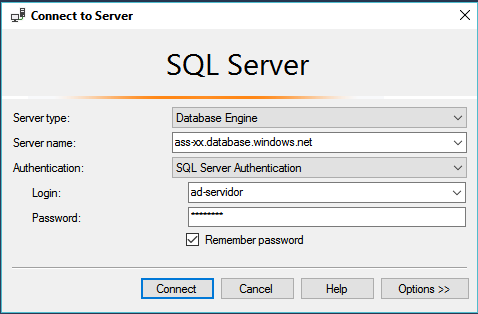 Connect to Server
SQL Server
Server type: Database Engine
Server name: ass-xx.database.windows.net
Authentication: SQL Server Authentication
Login: ad-servidor
Password: ********
Remember password
Connect Cancel Help Options >>